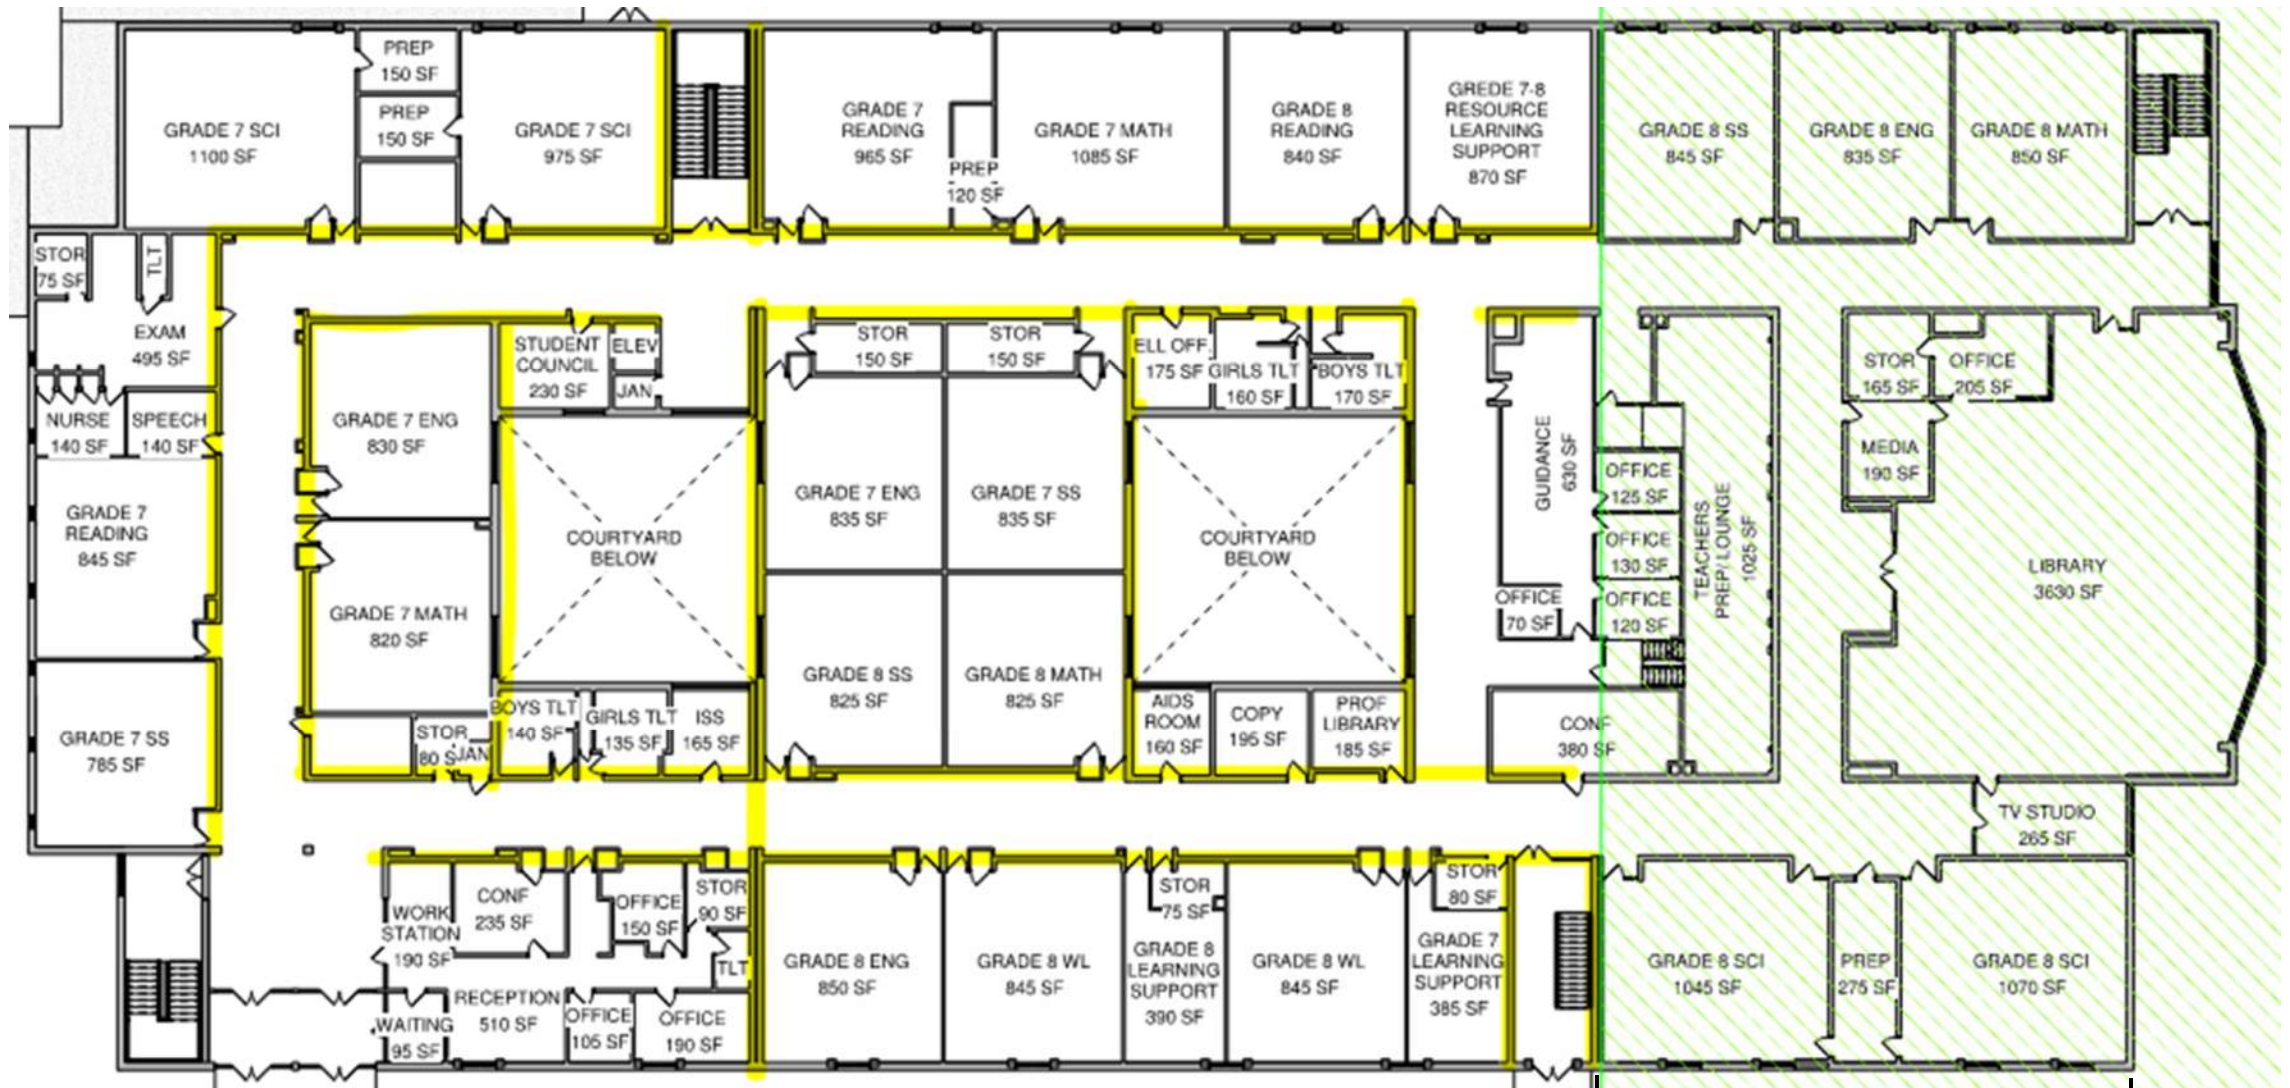 GRADE 7 SCI
1100 SF
PREP
150 SF
PREP
150 SF
GRADE 7 SCI
975 SF
GRADE 7
READING
965 SF
PREP
120 SF
GRADE 7 MATH
1085 SF
GRADE 8
READING
840 SF
GREDE 7-8
RESOURCE
LEARNING
SUPPORT
870 SF
GRADE 8 SS
845 SF
GRADE 8 ENG
835 SF
GRADE 8 MATH
850 SF
STOR
75 SF
TLT
EXAM
495 SF
NURSE
140 SF
SPEECH
140 SF
GRADE 7
READING
845 SF
GRADE 7 SS
785 SF
GRADE 7 ENG
830 SF
STUDENT
COUNCIL
230 SF
ELEV
JAN
GRADE 7 MATH
820 SF
COURTYARD
BELOW
STOR
80 S
JAN
BOYS TLT
140 SF
GIRLS TLT
135 SF
ISS
165 SF
STOR
150 SF
STOR
150 SF
GRADE 7 ENG
835 SF
GRADE 7 SS
835 SF
GRADE 8 SS
825 SF
GRADE 8 MATH
825 SF
ELL OFF
175 SF
GIRLS TLT
160 SF
BOYS TLT
170 SF
COURTYARD
BELOW
AIDS
ROOM
160 SF
COPY
195 SF
PROF
LIBRARY
185 SF
GUIDANCE
630 SF
OFFICE
70 SF
OFFICE
125 SF
OFFICE
130 SF
OFFICE
120 SF
TEACHERS
PREP/ LOUNGE
1025 SF
CONF
380 SF
STOR
165 SF
OFFICE
205 SF
MEDIA
190 SF
LIBRARY
3630 SF
TV STUDIO
265 SF
WORK
STATION
190 SF
CONF
235 SF
OFFICE
150 SF
STOR
90 SF
TLT
RECEPTION
510 SF
WAITING
95 SF
OFFICE
105 SF
OFFICE
190 SF
GRADE 8 ENG
850 SF
GRADE 8 WL
845 SF
STOR
75 SF
GRADE 8
LEARNING
SUPPORT
390 SF
GRADE 8 WL
845 SF
STOR
80 SF
GRADE 7
LEARNING
SUPPORT
385 SF
GRADE 8 SCI
1045 SF
PREP
275 SF
GRADE 8 SCI
1070 SF